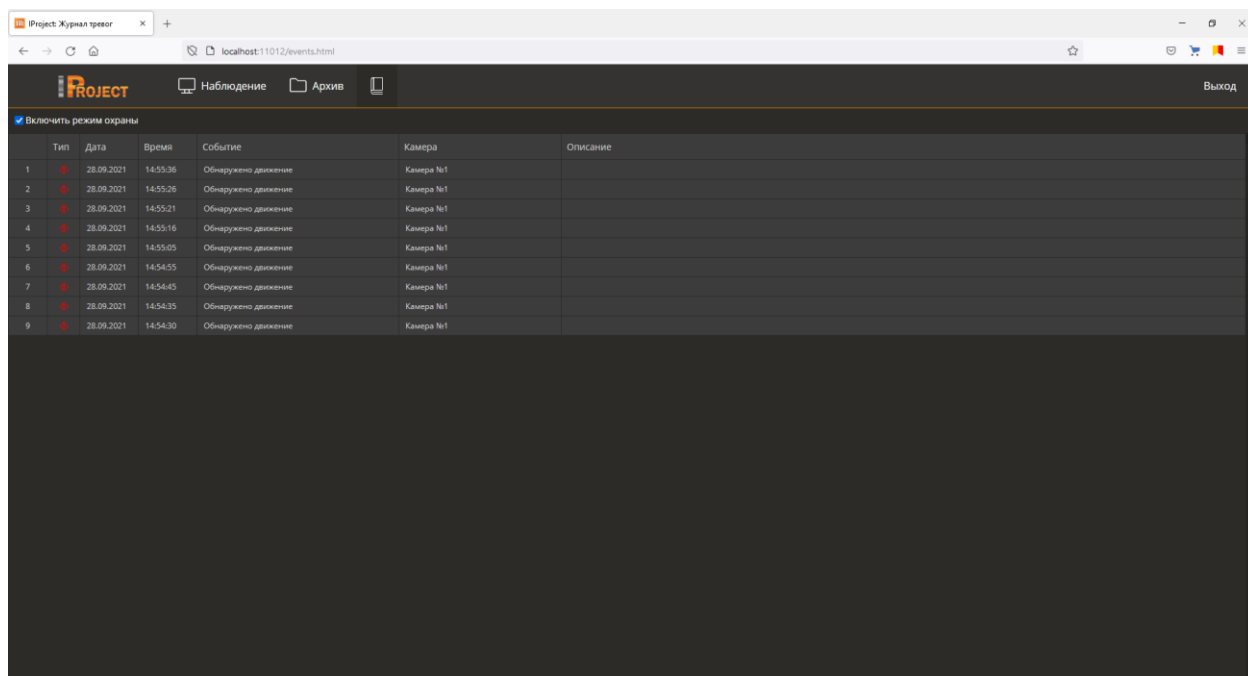 IProject: Журнал тревог
localhost:11012/events.html
IPROJECT Наблюдение Архив Выход
Включить режим охраны
Тип Дата Время Событие Камера Описание
1 28.09.2021 14:55:36 Обнаружено движение Камера №1
2 28.09.2021 14:55:26 Обнаружено движение Камера №1
3 28.09.2021 14:55:21 Обнаружено движение Камера №1
4 28.09.2021 14:55:16 Обнаружено движение Камера №1
5 28.09.2021 14:55:05 Обнаружено движение Камера №1
6 28.09.2021 14:54:55 Обнаружено движение Камера №1
7 28.09.2021 14:54:45 Обнаружено движение Камера №1
8 28.09.2021 14:54:35 Обнаружено движение Камера №1
9 28.09.2021 14:54:30 Обнаружено движение Камера №1